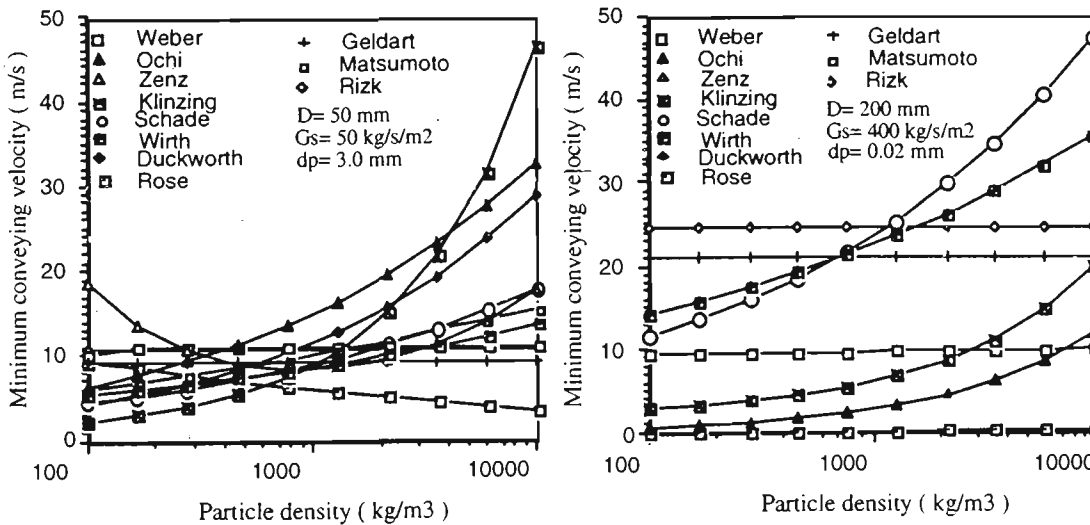 Minimum conveying velocity ( m/s )
50
40
30
20
10
0
Weber
Ochi
Zenz
Klinzing
Schade
Wirth
Duckworth
Rose
Geldart
Matsumoto
Rizk
D= 50 mm
Gs= 50 kg/s/m2
dp= 3.0 mm
100
1000
10000
Particle density ( kg/m3 )
Minimum conveying velocity ( m/s )
50
40
30
20
10
0
Weber
Ochi
Zenz
Klinzing
Schade
Wirth
Duckworth
Rose
Geldart
Matsumoto
Rizk
D= 200 mm
Gs= 400 kg/s/m2
dp= 0.02 mm
100
1000
10000
Particle density ( kg/m3 )